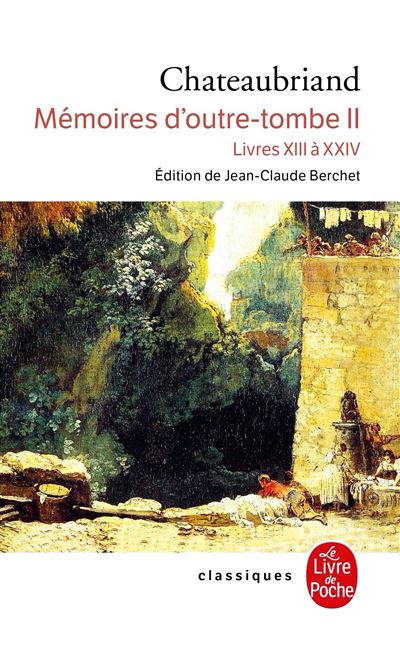 Chateaubriand
Mémoires d'outre-tombe II
Livres XIII à XXIV
Édition de Jean-Claude Berchet
classiques
Le
Livre
de
Poche